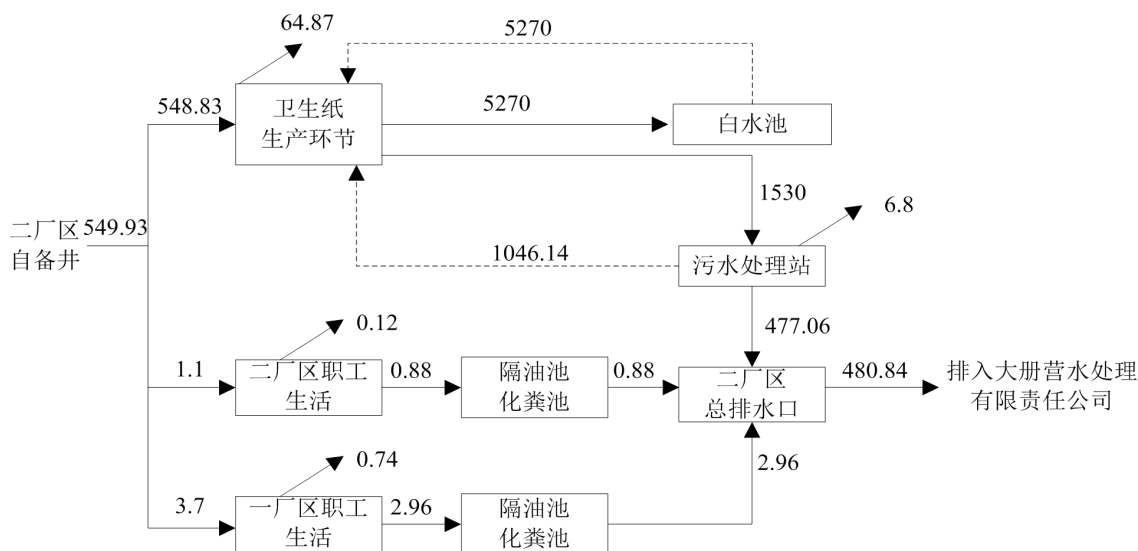 64.87
5270
548.83
卫生纸
生产环节
5270
白水池
1530
6.8
二厂区
自备井
549.93
1046.14
污水处理站
477.06
0.12
1.1
二厂区职工
生活
0.88
隔油池
化粪池
0.88
二厂区
总排水口
480.84
排入大册营水处理
有限责任公司
0.74
2.96
3.7
一厂区职工
生活
2.96
隔油池
化粪池